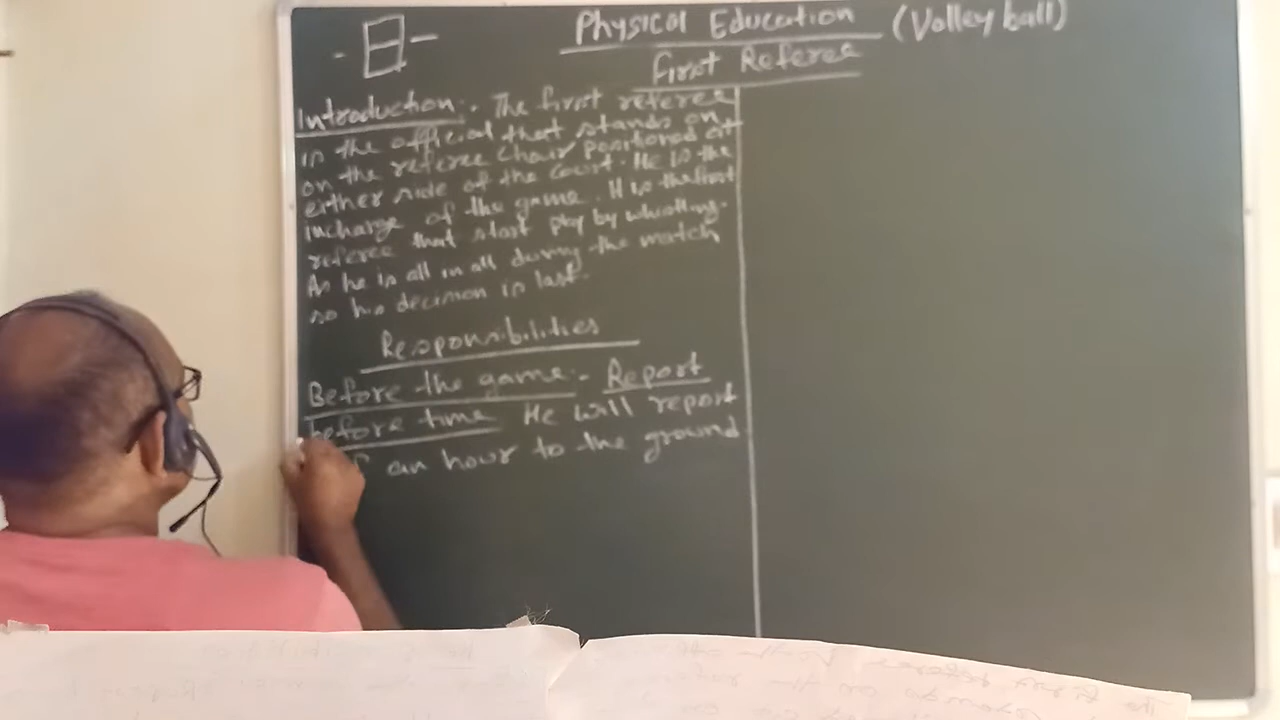 Physical Education (Volleyball)
First Referee
Introduction:- The first referee
is the official that stands on
on the referee chair positioned at
either side of the court. He is the
incharge of the game. H is the first
referee that start play by whistling.
As he is all in all during the match
so his decision is last.
Responsibilities
Before the game:- Report
before time He will report
an hour to the ground